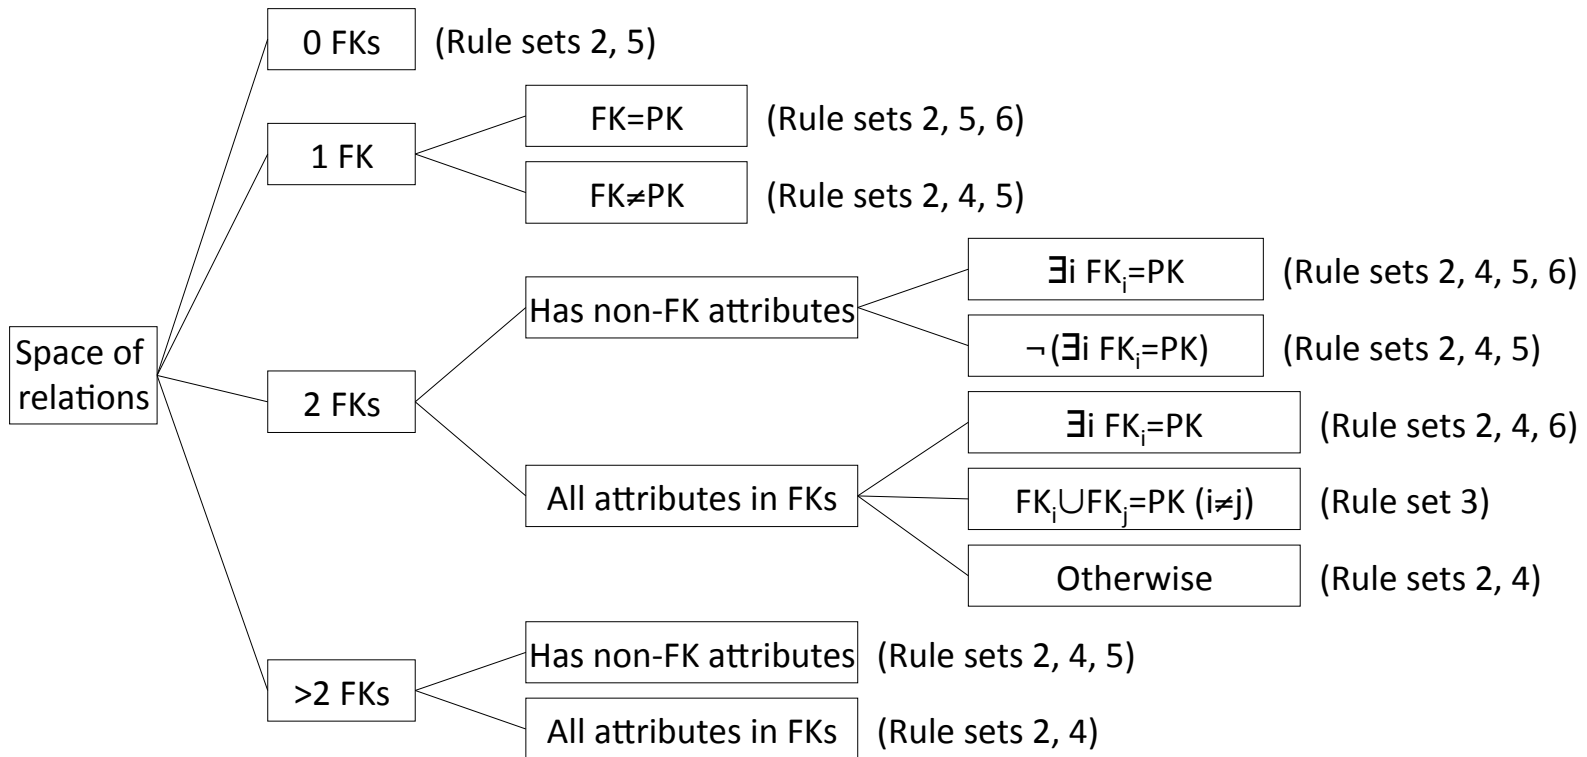 0 FKs (Rule sets 2, 5)
FK=PK (Rule sets 2, 5, 6)
1 FK
FK≠PK (Rule sets 2, 4, 5)
∃i FKi=PK (Rule sets 2, 4, 5, 6)
Has non-FK attributes
¬(∃i FKi=PK) (Rule sets 2, 4, 5)
Space of
relations
2 FKs
∃i FKi=PK (Rule sets 2, 4, 6)
All attributes in FKs
FKi∪FKj=PK (i≠j) (Rule set 3)
Otherwise (Rule sets 2, 4)
Has non-FK attributes (Rule sets 2, 4, 5)
>2 FKs
All attributes in FKs (Rule sets 2, 4)